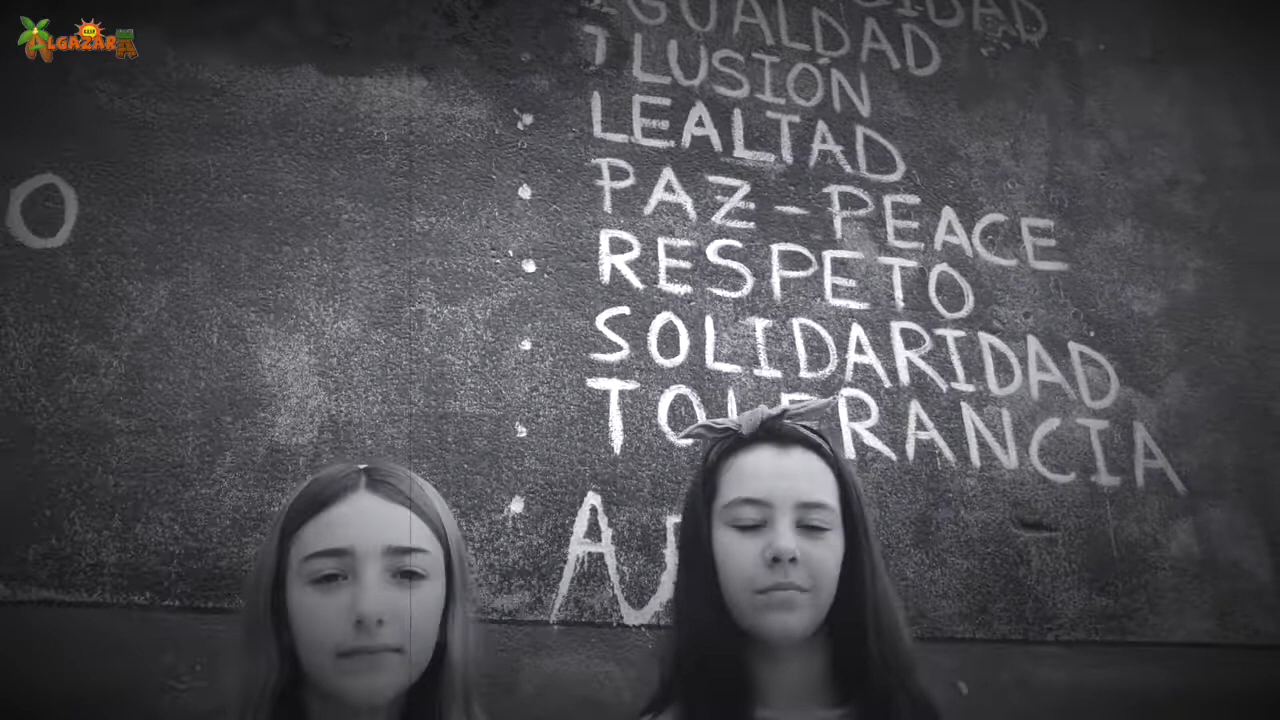 ALGAZARA
IGUALDAD
ILUSIÓN
LEALTAD
PAZ-PEACE
RESPETO
SOLIDARIDAD
TOLERANCIA
O